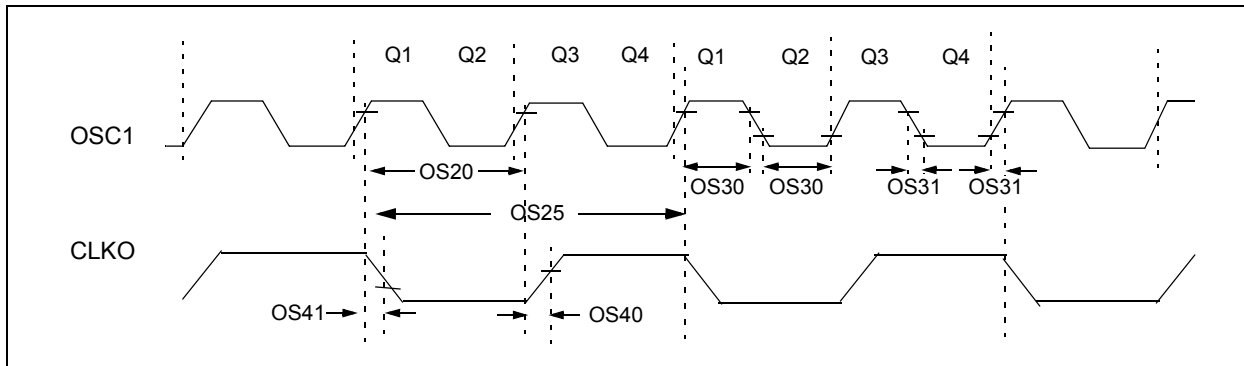 Q1 Q2 Q3 Q4 Q1 Q2 Q3 Q4
OSC1
OS20 OS30 OS30 OS31 OS31
OS25
CLKO
OS41 OS40